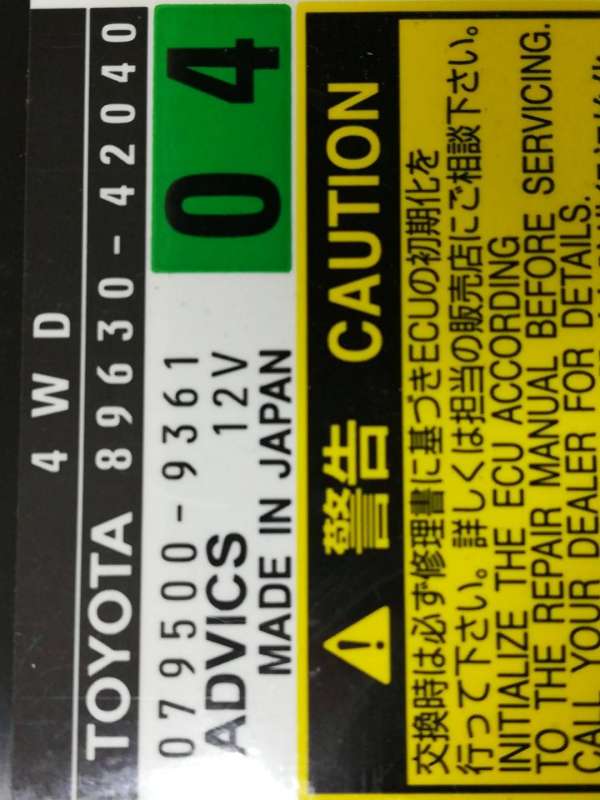 4WD
TOYOTA 89630-42040
079500-9361
04
ADVICS 12V
MADE IN JAPAN
警告 CAUTION
交換時は必ず修理書に基づきECUの初期化を
行って下さい。詳しくは担当の販売店にご相談下さい。
INITIALIZE THE ECU ACCORDING
TO THE REPAIR MANUAL BEFORE SERVICING.
CALL YOUR DEALER FOR DETAILS.